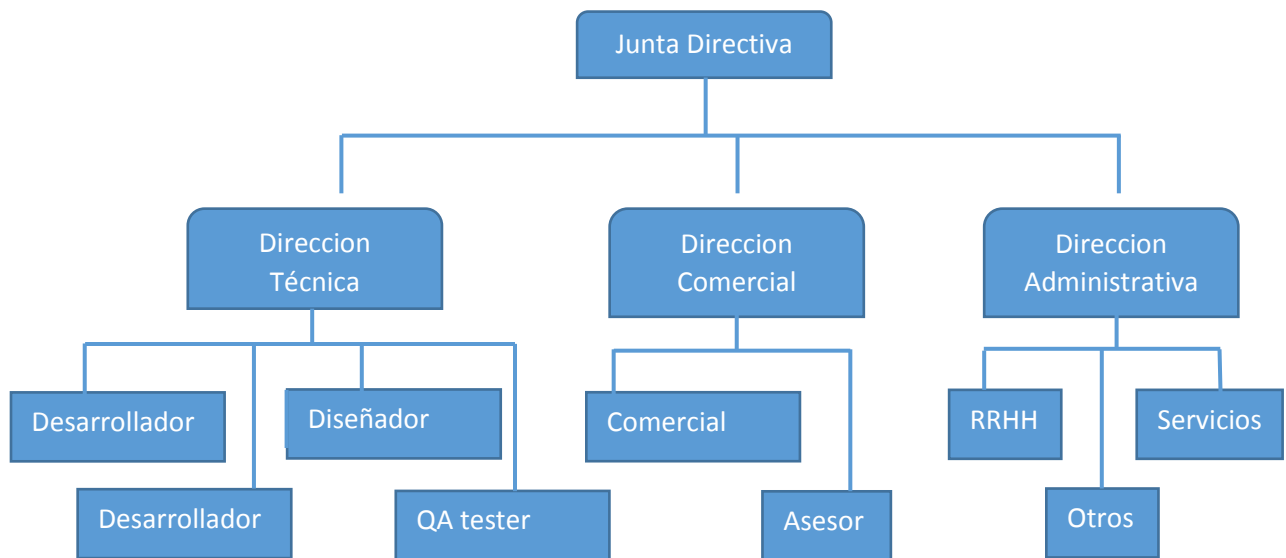 Junta Directiva
Direccion
Técnica
Direccion
Comercial
Direccion
Administrativa
Desarrollador
Diseñador
Comercial
RRHH
Servicios
Desarrollador
QA tester
Asesor
Otros